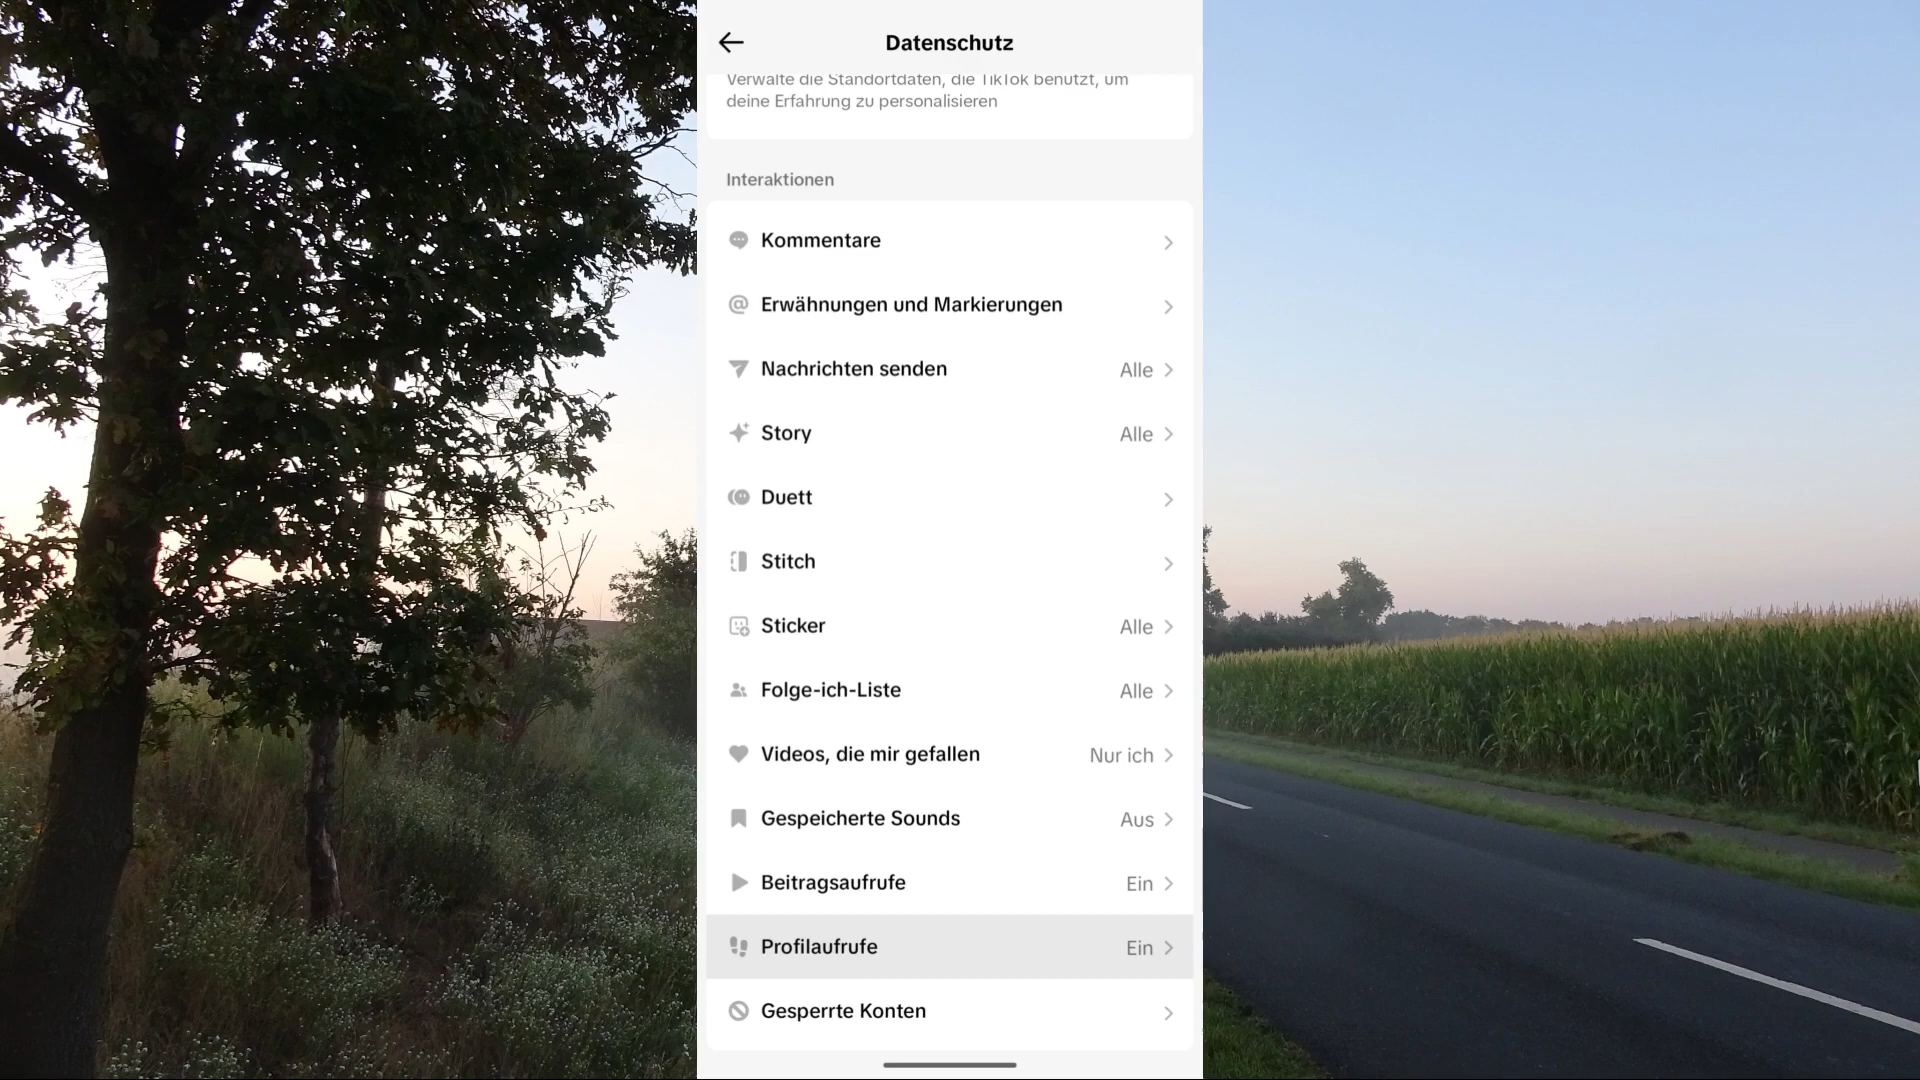 Datenschutz
Verwalte die Standortdaten, die TikTok benutzt, um
deine Erfahrung zu personalisieren
Interaktionen
Kommentare
Erwähnungen und Markierungen
Nachrichten senden Alle
Story Alle
Duett
Stitch
Sticker Alle
Folge-ich-Liste Alle
Videos, die mir gefallen Nur ich
Gespeicherte Sounds Aus
Beitragsaufrufe Ein
Profilaufrufe Ein
Gesperrte Konten